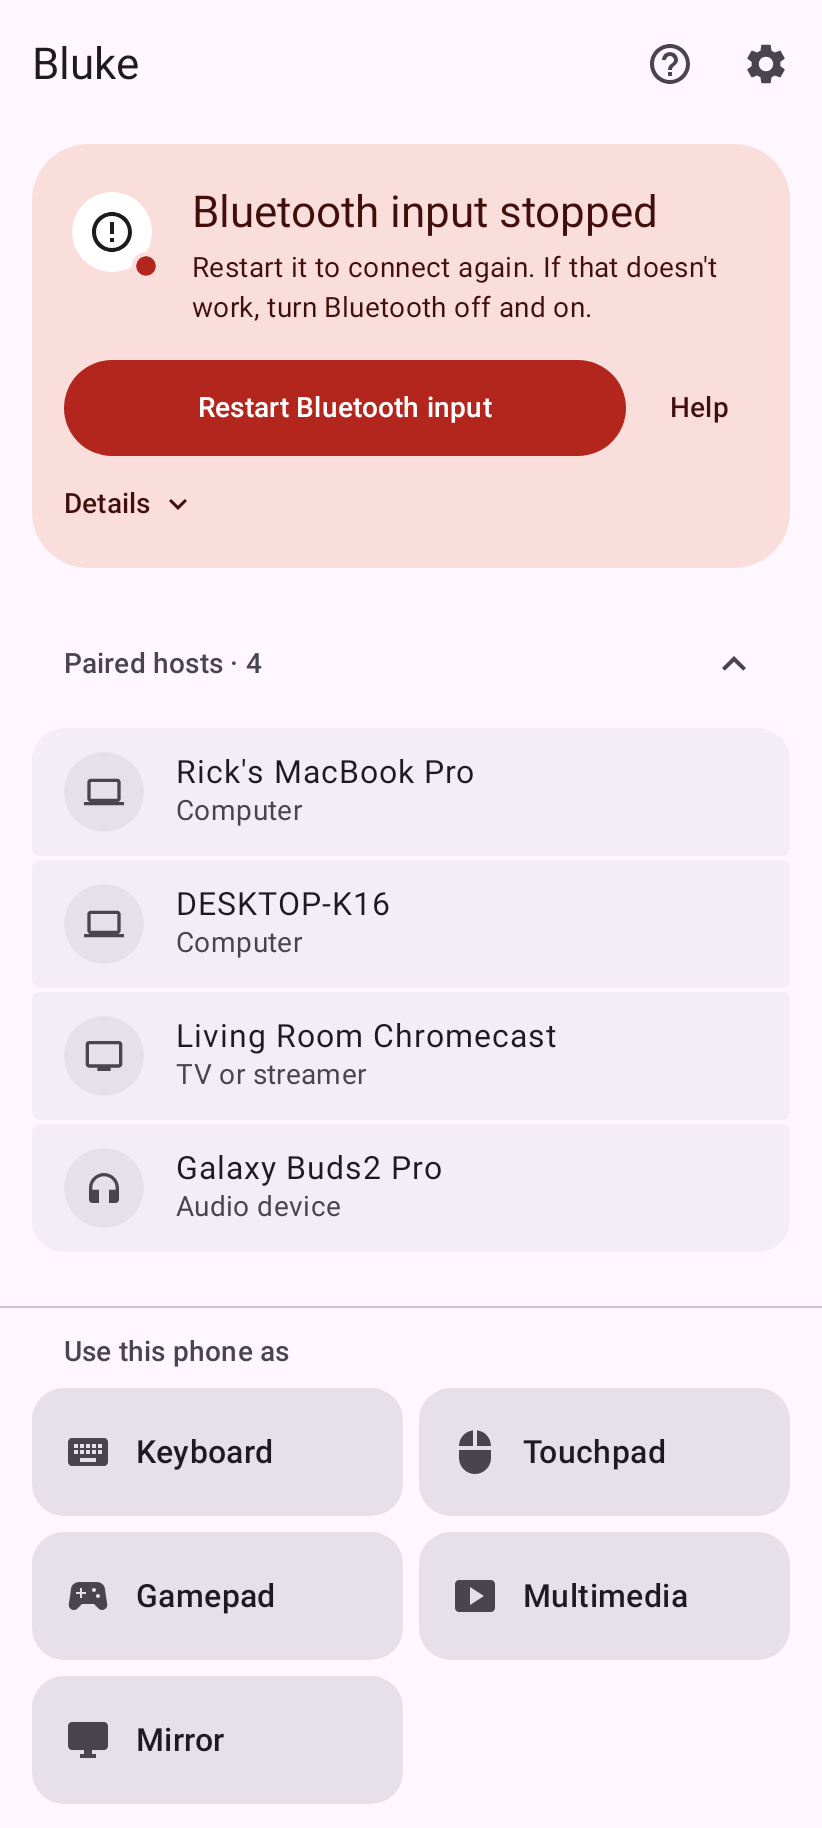 Bluke
Bluetooth input stopped
Restart it to connect again. If that doesn't
work, turn Bluetooth off and on.
Restart Bluetooth input
Help
Details
Paired hosts · 4
Rick's MacBook Pro
Computer
DESKTOP-K16
Computer
Living Room Chromecast
TV or streamer
Galaxy Buds2 Pro
Audio device
Use this phone as
Keyboard
Touchpad
Gamepad
Multimedia
Mirror